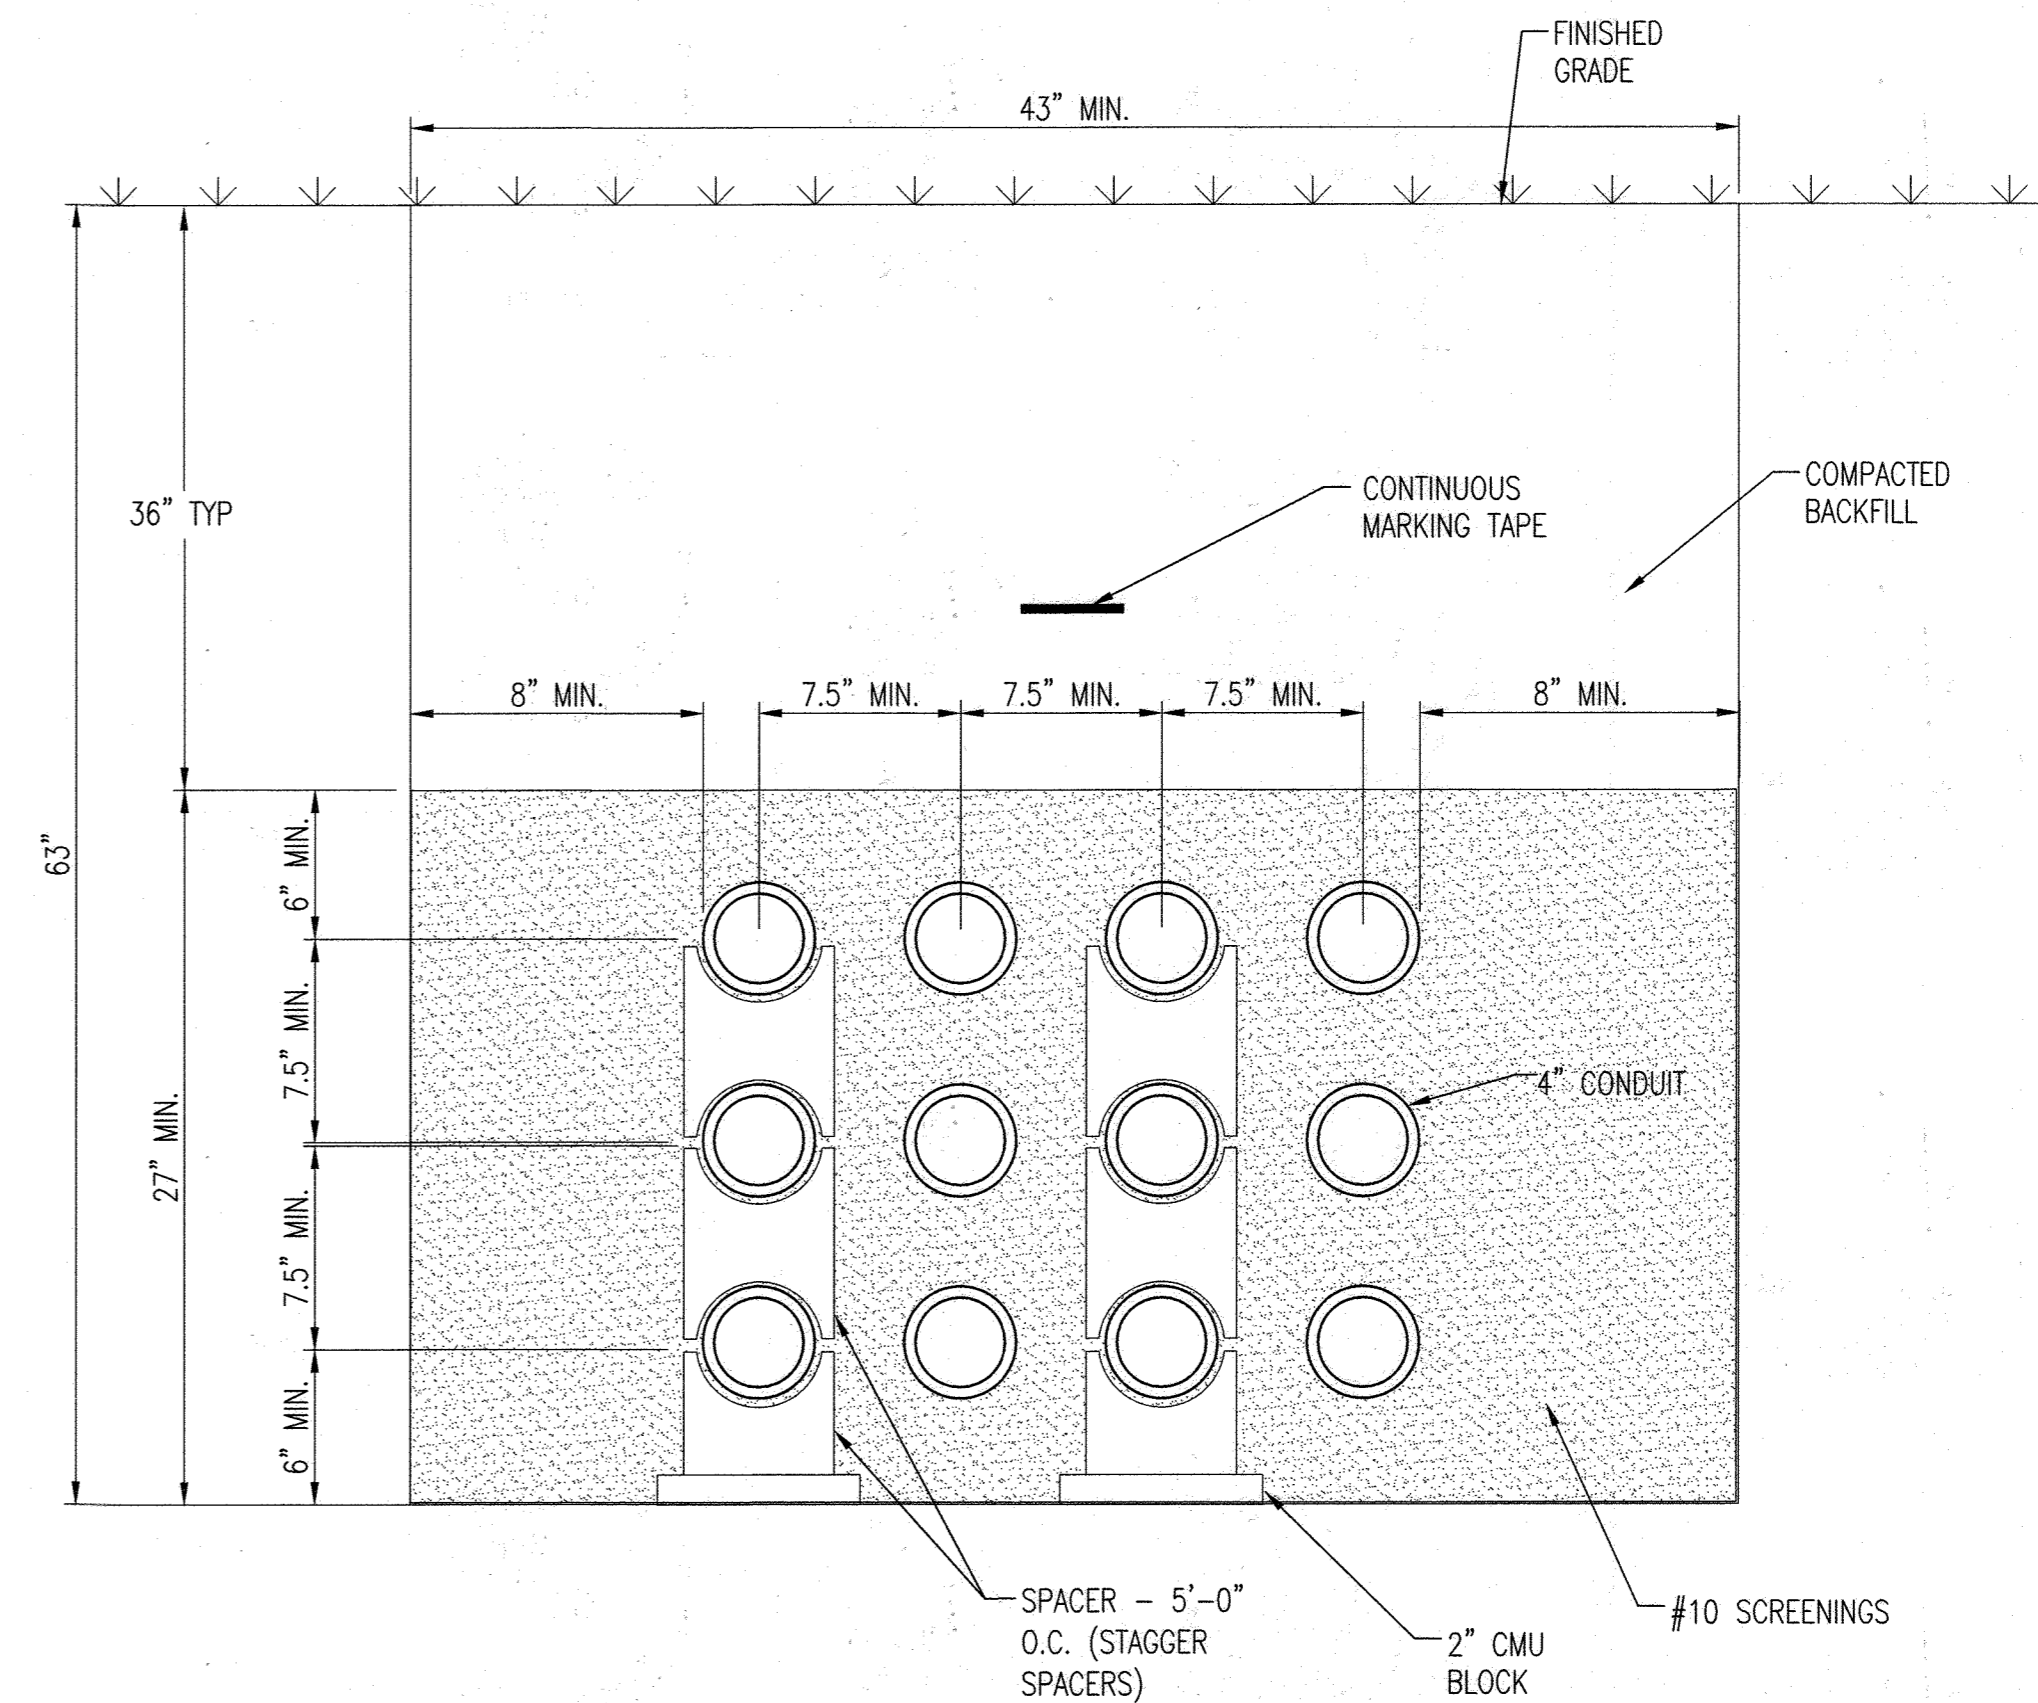 FINISHED
GRADE
43” MIN.
36” TYP
CONTINUOUS
MARKING TAPE
COMPACTED
BACKFILL
8” MIN.
7.5” MIN.
7.5” MIN.
7.5” MIN.
8” MIN.
63”
27” MIN.
6” MIN.
7.5” MIN.
7.5” MIN.
6” MIN.
4” CONDUIT
SPACER – 5’–0”
O.C. (STAGGER
SPACERS)
2” CMU
BLOCK
#10 SCREENINGS